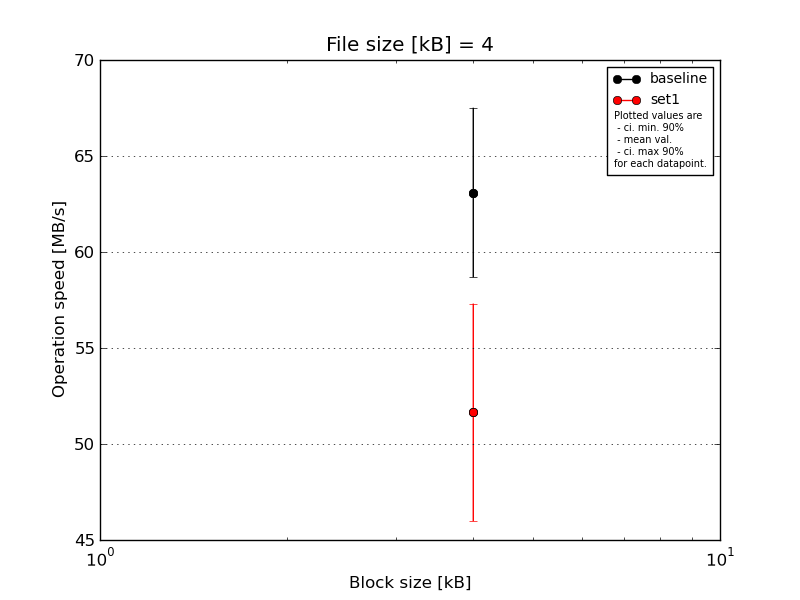 File size [kB] = 4
70
65
60
55
50
45
Operation speed [MB/s]
baseline
set1
Plotted values are
- ci. min. 90%
- mean val.
- ci. max 90%
for each datapoint.
10^0
10^1
Block size [kB]